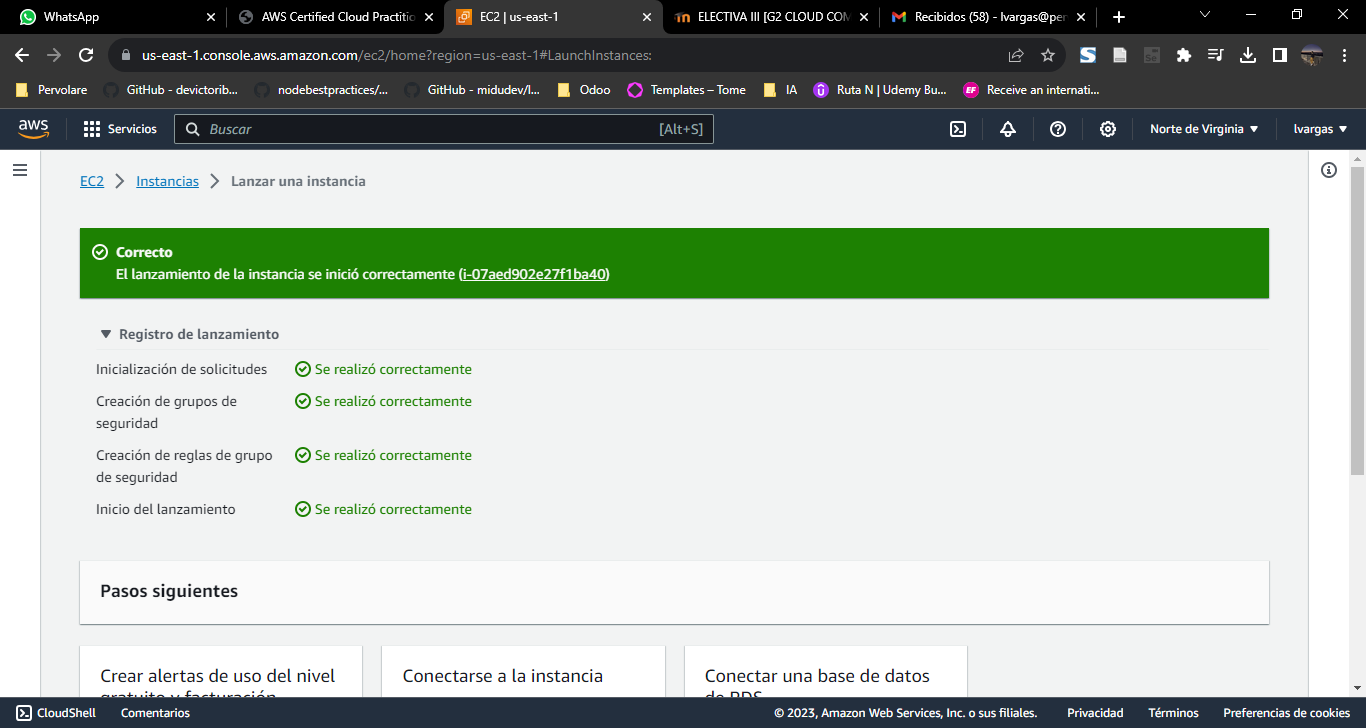 WhatsApp
AWS Certified Cloud Practitio
EC2 | us-east-1
ELECTIVA III [G2 CLOUD COM
Recibidos (58) - lvargas@per
us-east-1.console.aws.amazon.com/ec2/home?region=us-east-1#LaunchInstances:
Pervolare
GitHub - devictorib...
nodebestpractices/...
GitHub - midudev/l...
Odoo
Templates – Tome
IA
Ruta N | Udemy Bu...
EF
Receive an internati...
aws
Servicios
Buscar
[Alt+S]
Norte de Virginia
lvargas
EC2
Instancias
Lanzar una instancia
Correcto
El lanzamiento de la instancia se inició correctamente (i-07aed902e27f1ba40)
Registro de lanzamiento
Inicialización de solicitudes
Se realizó correctamente
Creación de grupos de
seguridad
Se realizó correctamente
Creación de reglas de grupo
de seguridad
Se realizó correctamente
Inicio del lanzamiento
Se realizó correctamente
Pasos siguientes
Crear alertas de uso del nivel
gratuito y facturación
Conectarse a la instancia
Conectar una base de datos
de RDS
CloudShell
Comentarios
© 2023, Amazon Web Services, Inc. o sus filiales.
Privacidad
Términos
Preferencias de cookies